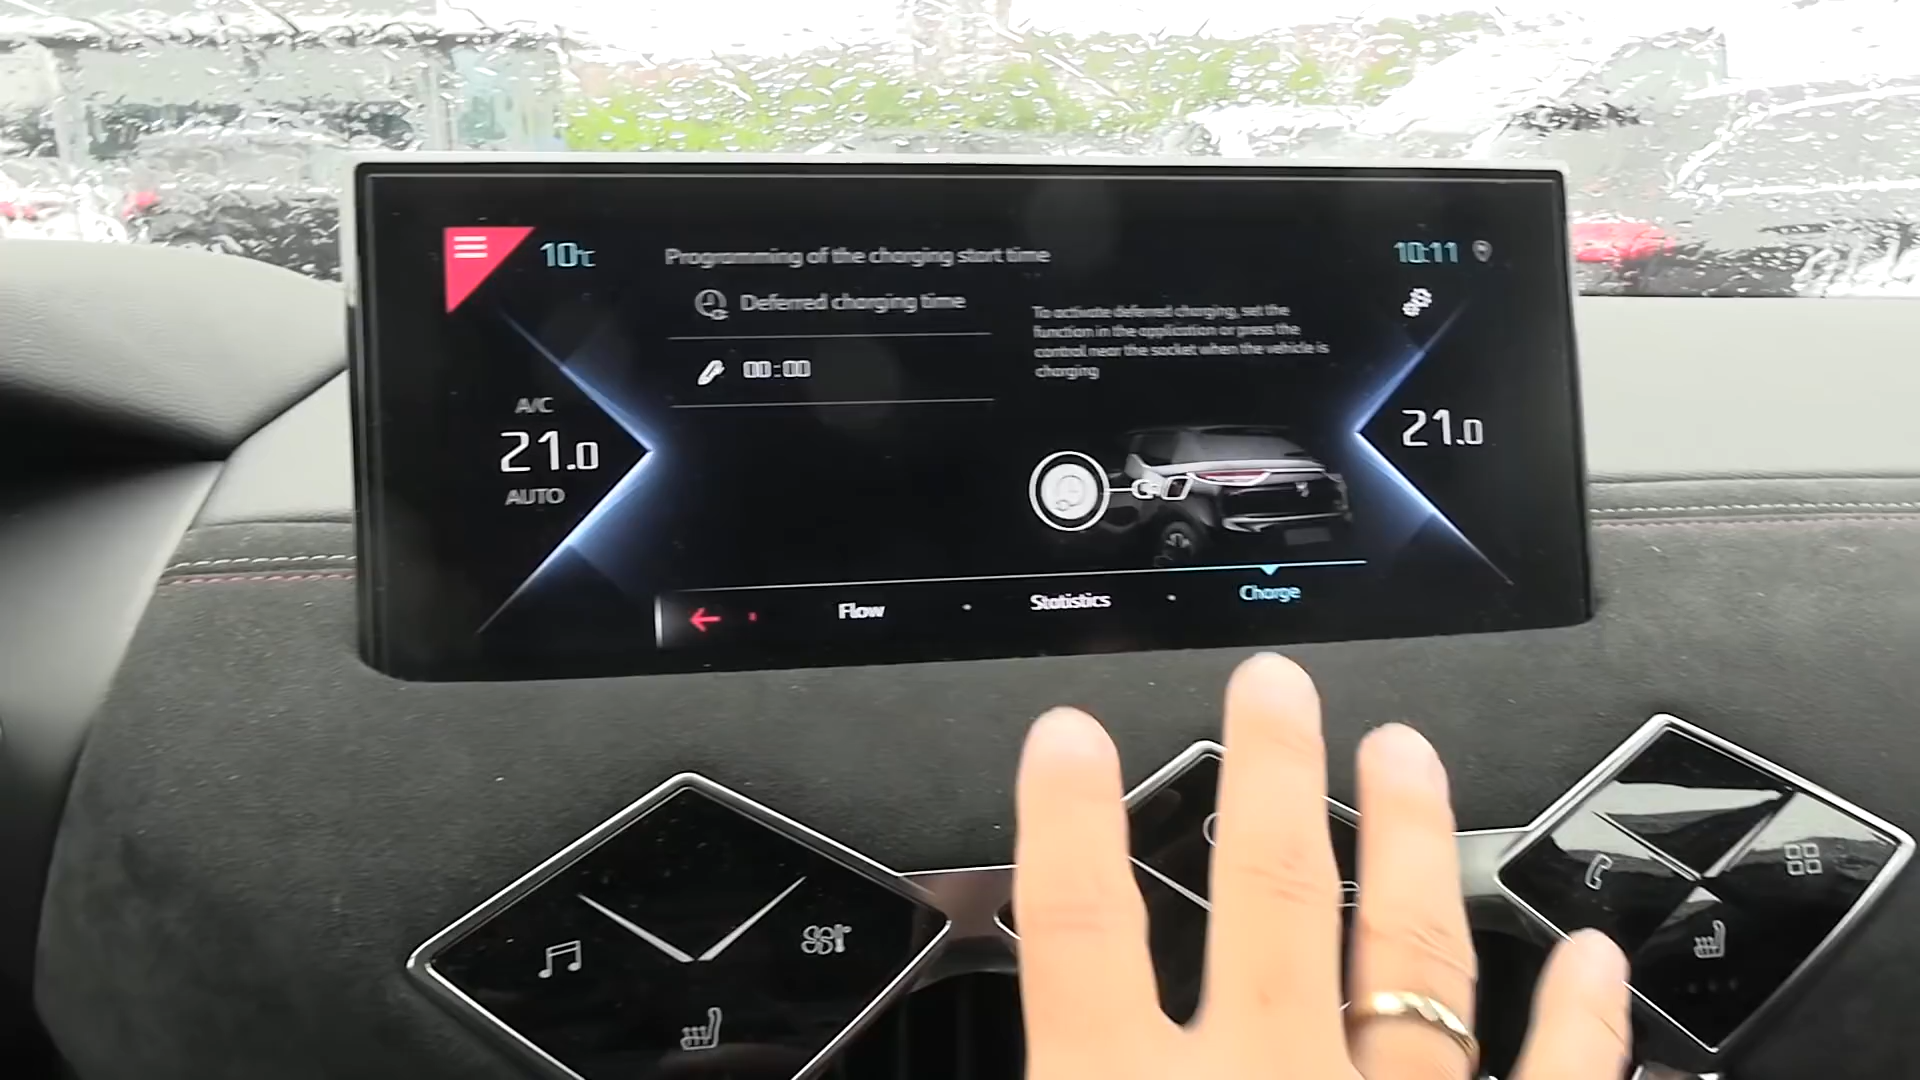 10°C
Programming of the charging start time
10:11
Deferred charging time
To activate deferred charging, set the
function in the application or press the
control near the socket when the vehicle is
charging
00:00
A/C
21.0
AUTO
21.0
Flow
Statistics
Charge